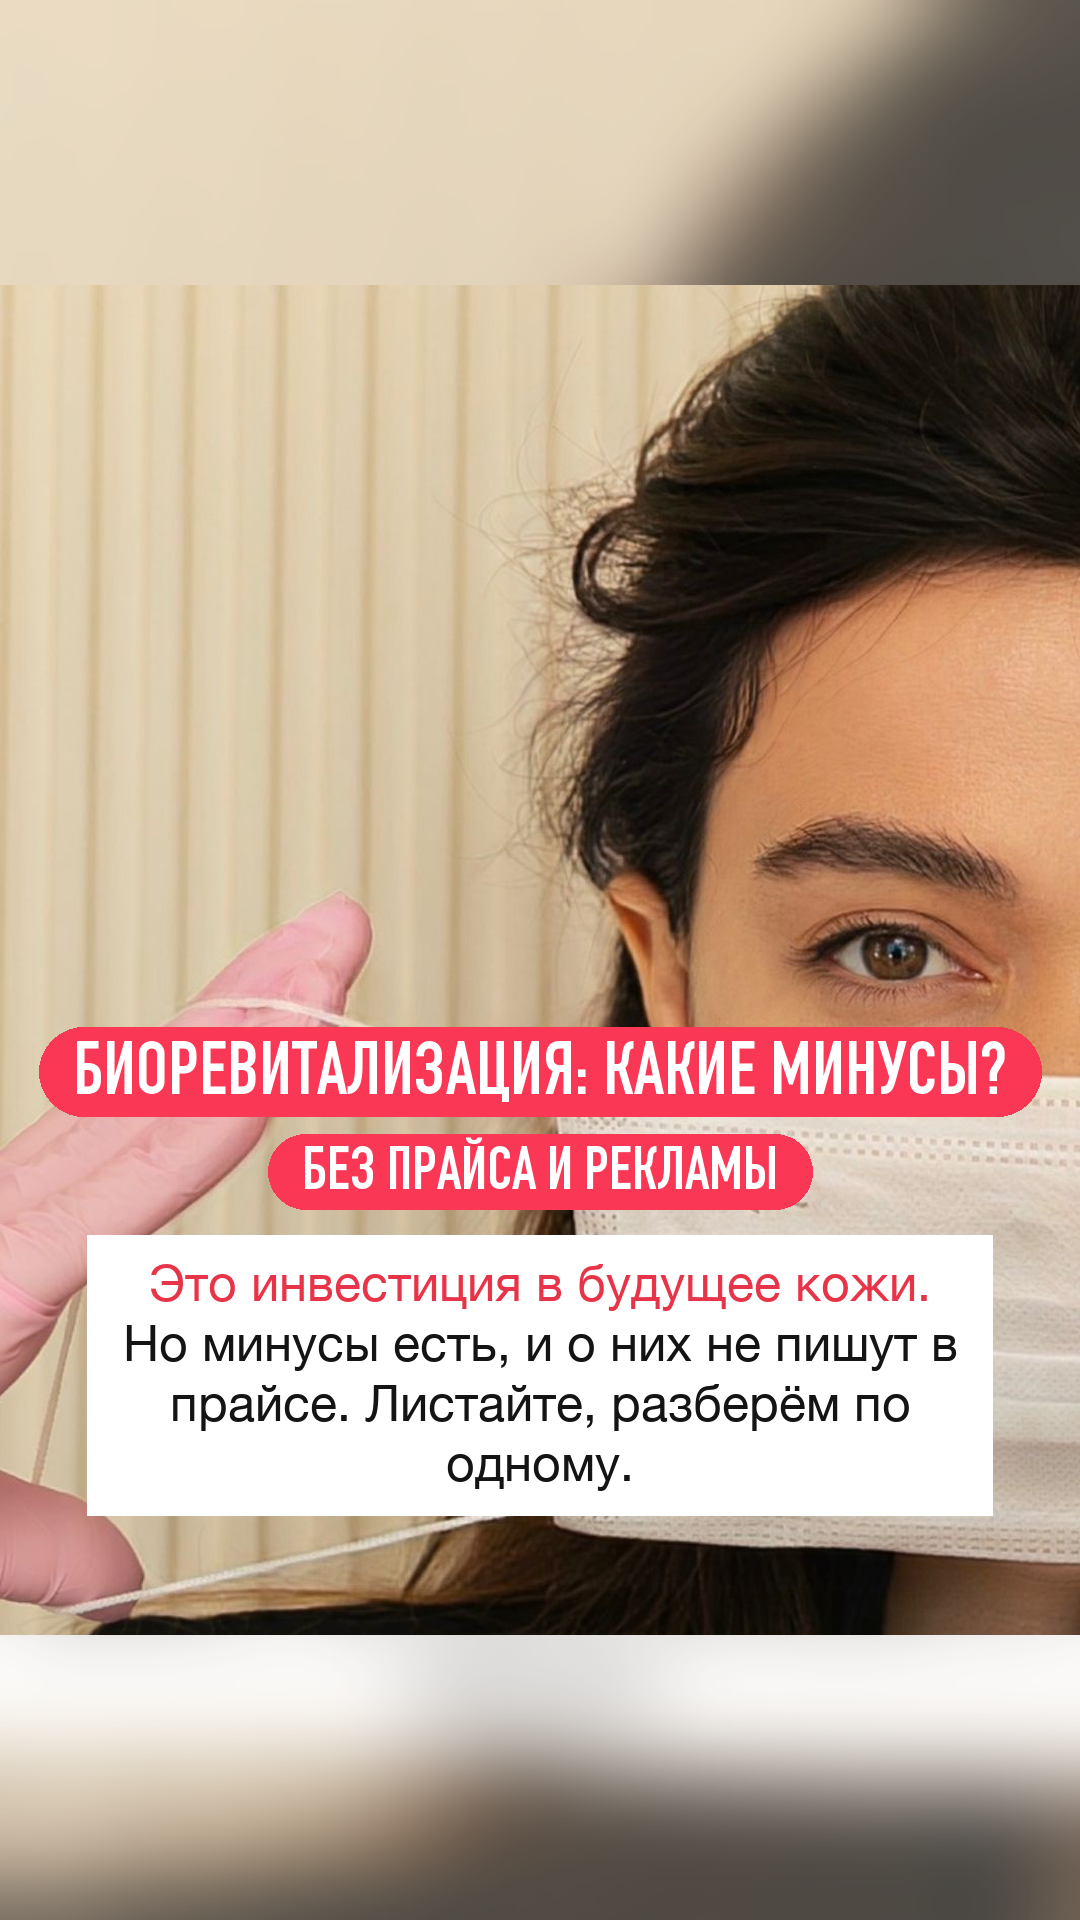 БИОРЕВИТАЛИЗАЦИЯ: КАКИЕ МИНУСЫ?
БЕЗ ПРАЙСА И РЕКЛАМЫ
Это инвестиция в будущее кожи.
Но минусы есть, и о них не пишут в
прайсе. Листайте, разберём по
одному.